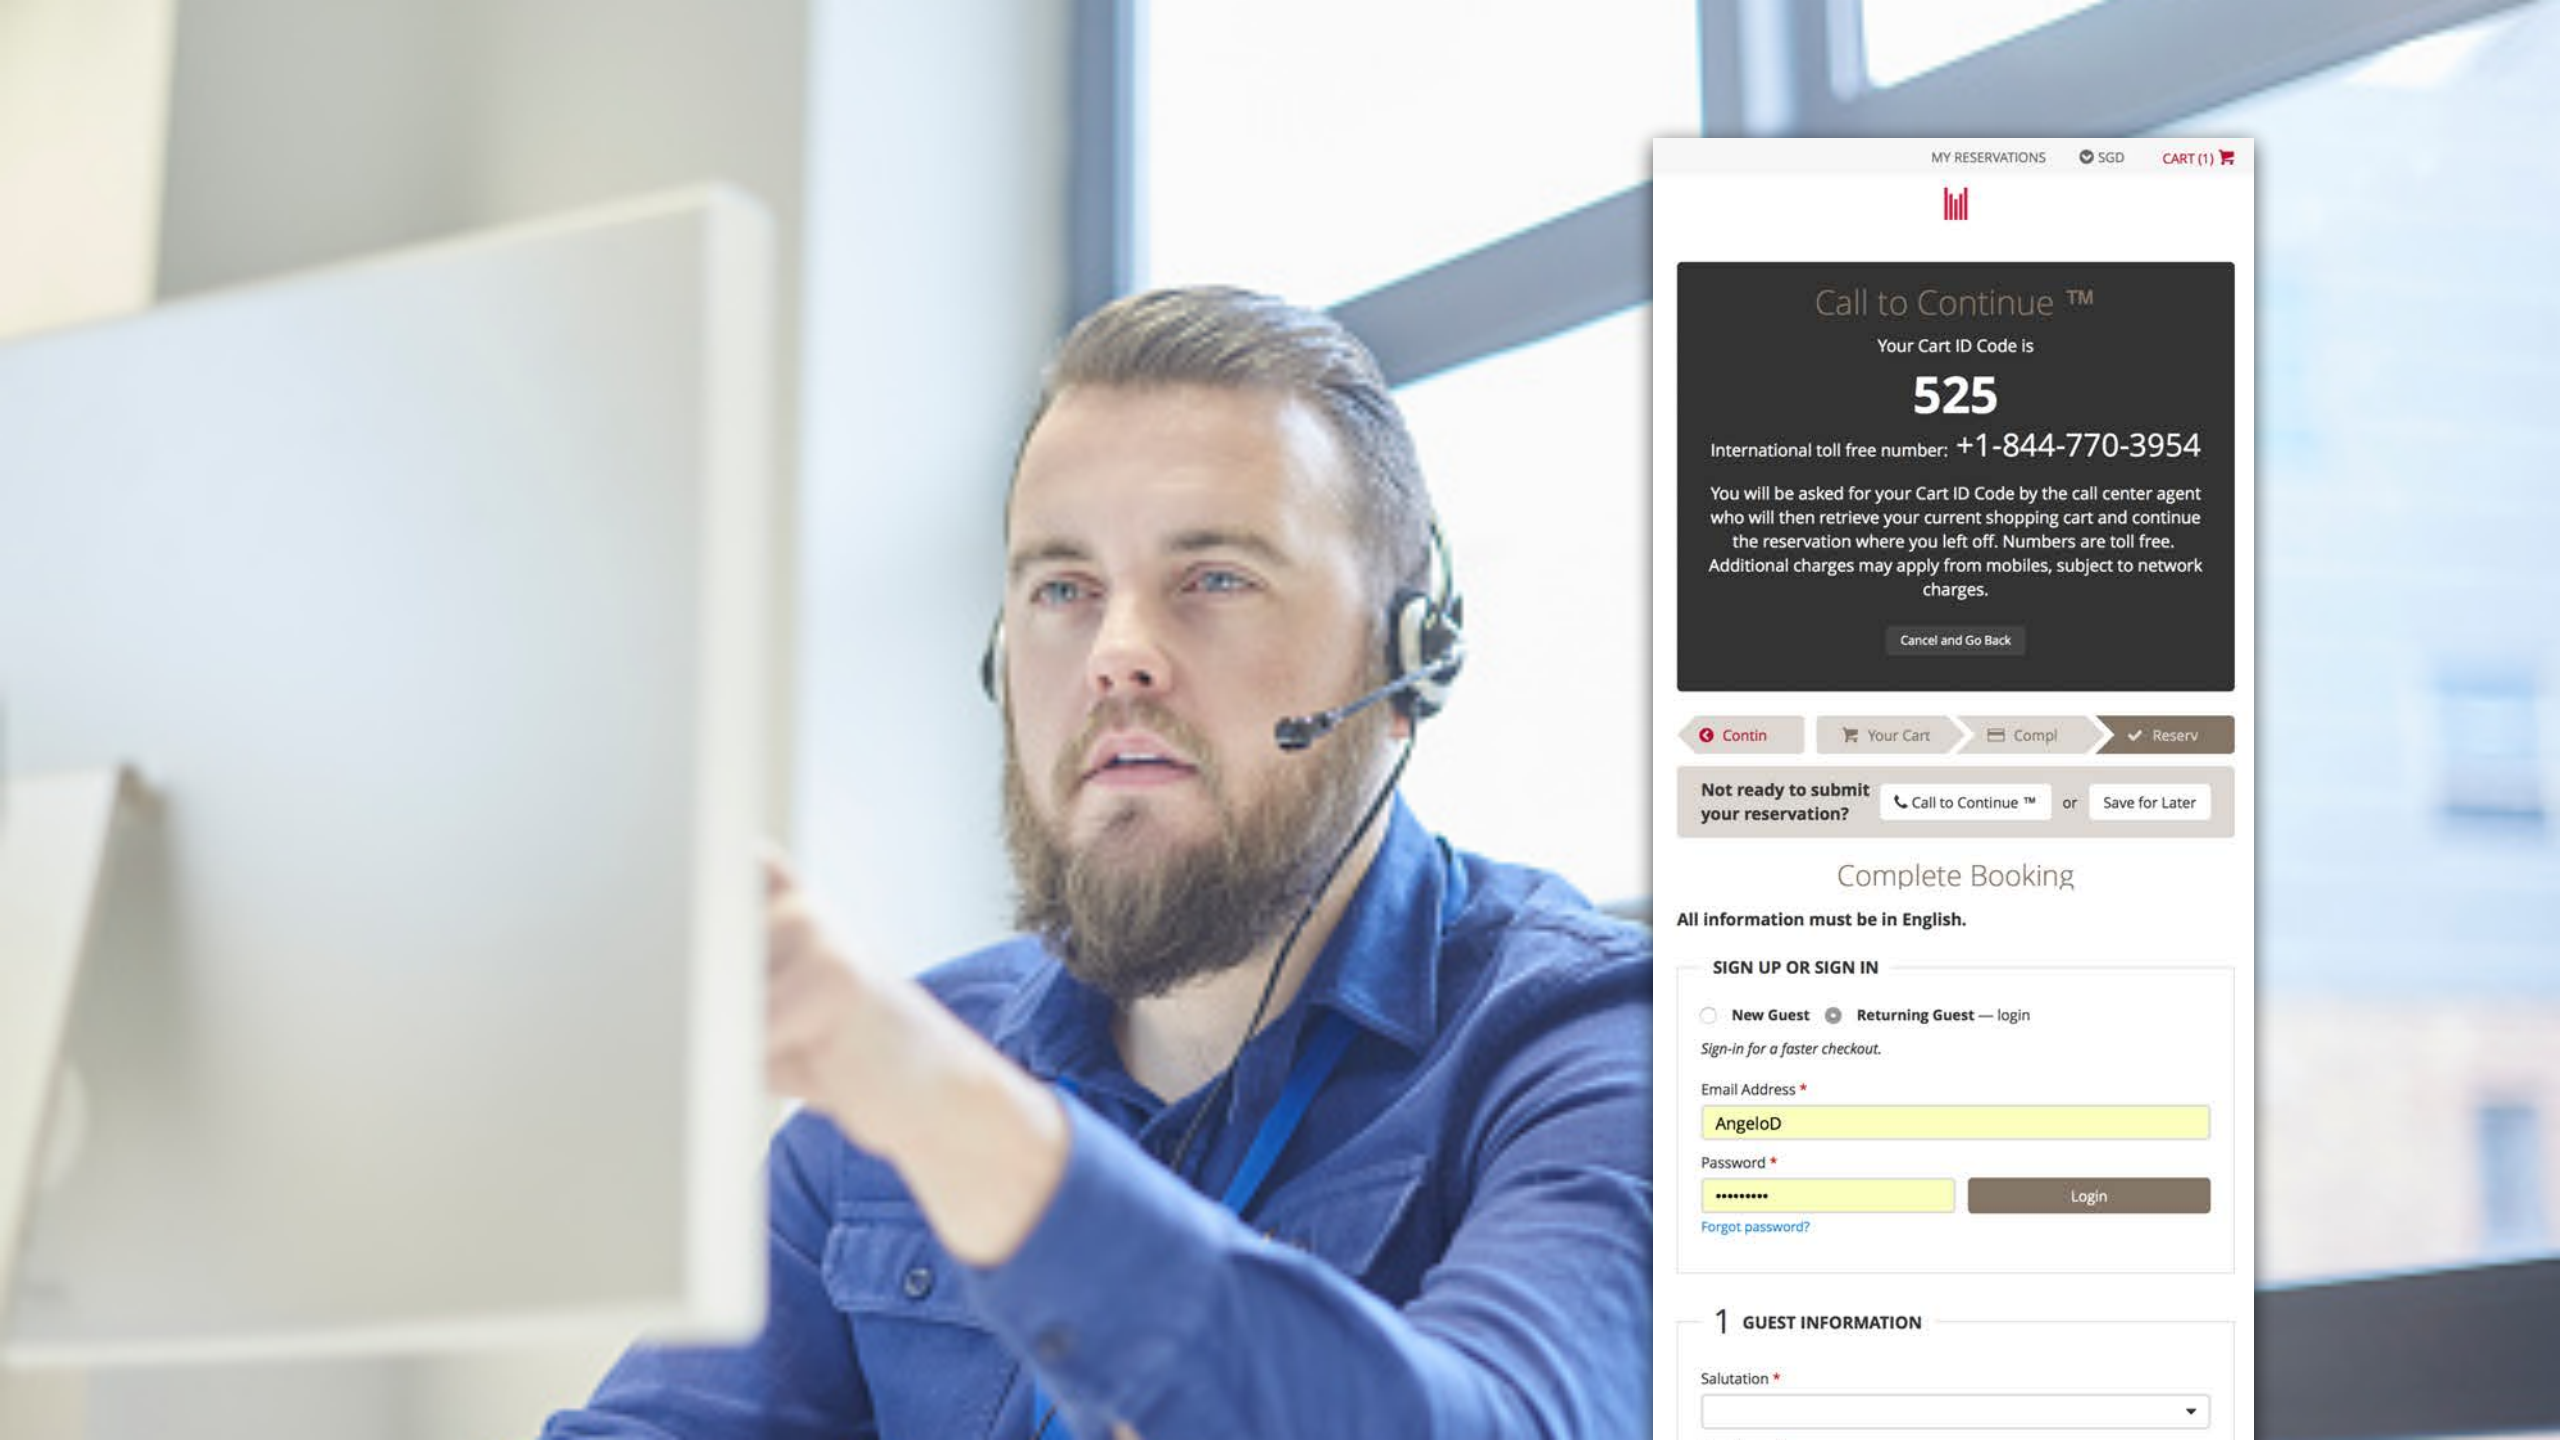 MY RESERVATIONS SGD CART (1)
Call to Continue ™
Your Cart ID Code is
525
International toll free number: +1-844-770-3954
You will be asked for your Cart ID Code by the call center agent
who will then retrieve your current shopping cart and continue
the reservation where you left off. Numbers are toll free.
Additional charges may apply from mobiles, subject to network
charges.
Cancel and Go Back
Contin Your Cart Compl Reserv
Not ready to submit
your reservation?
Call to Continue ™ or Save for Later
Complete Booking
All information must be in English.
SIGN UP OR SIGN IN
New Guest Returning Guest — login
Sign-in for a faster checkout.
Email Address *
AngeloD
Password *
•••••••••
Login
Forgot password?
1 GUEST INFORMATION
Salutation *